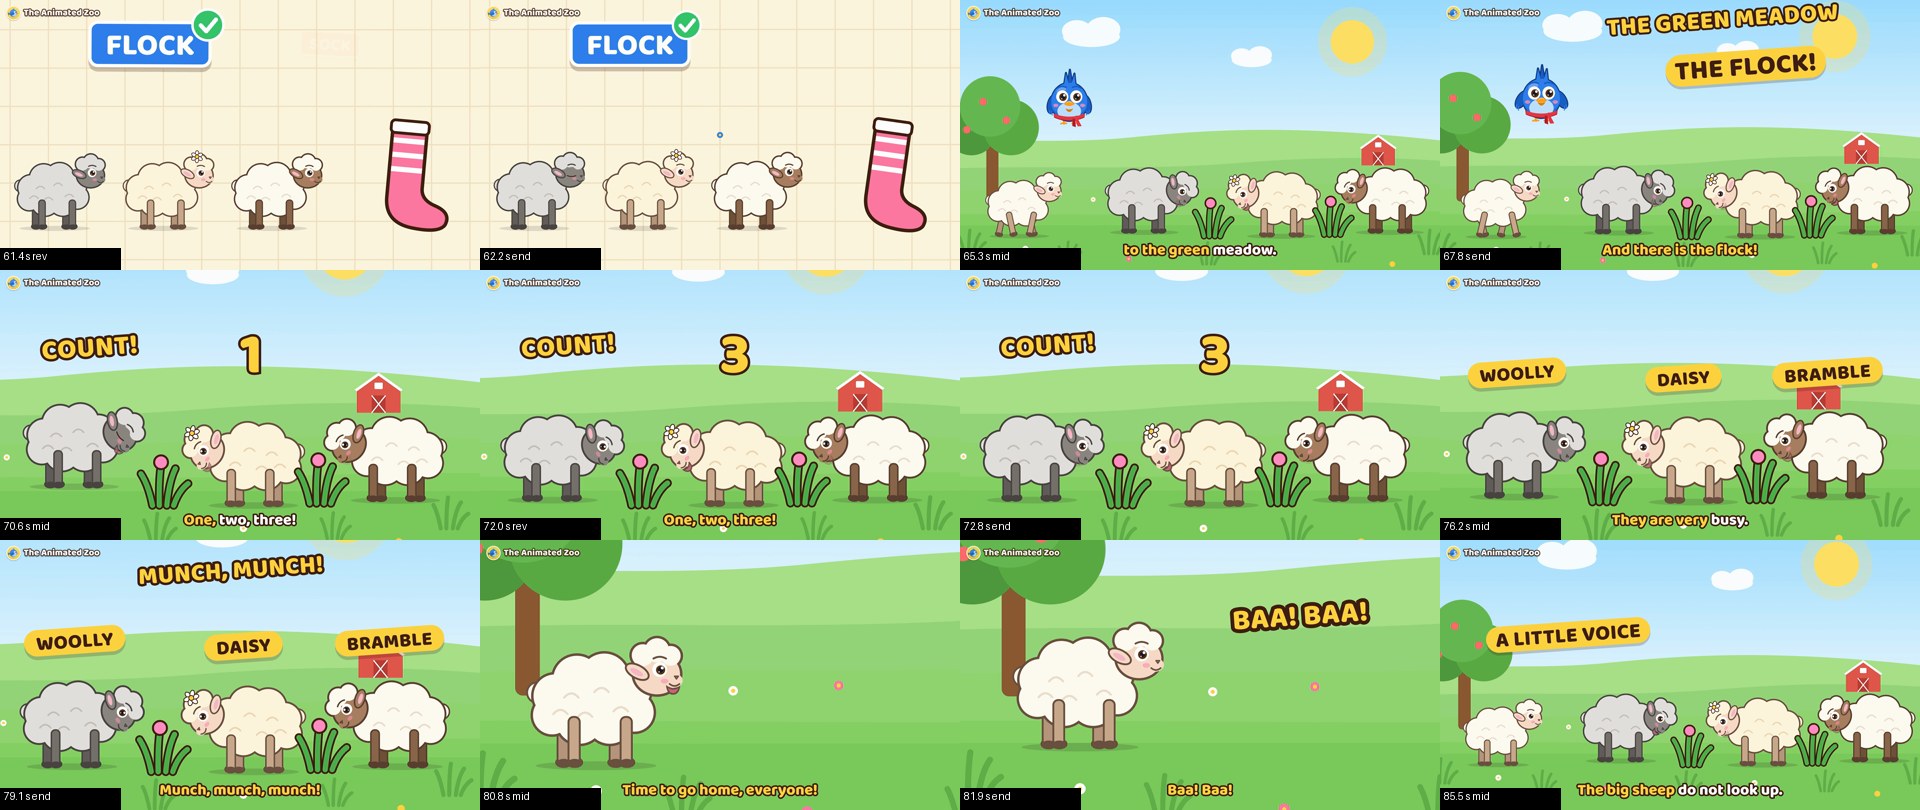 The Animated Zoo
FLOCK
61.4s rev
The Animated Zoo
FLOCK
62.2s end
The Animated Zoo
to the green meadow.
65.3s mid
The Animated Zoo
THE GREEN MEADOW
THE FLOCK!
And there is the flock!
67.8s end
The Animated Zoo
COUNT!
1
One, two, three!
70.6s mid
The Animated Zoo
COUNT!
3
One, two, three!
72.0s rev
The Animated Zoo
COUNT!
3
72.8s end
The Animated Zoo
WOOLLY
DAISY
BRAMBLE
They are very busy.
76.2s mid
The Animated Zoo
MUNCH, MUNCH!
WOOLLY
DAISY
BRAMBLE
Munch, munch, munch!
79.1s end
The Animated Zoo
Time to go home, everyone!
80.8s mid
The Animated Zoo
BAA! BAA!
Baa! Baa!
81.9s end
The Animated Zoo
A LITTLE VOICE
The big sheep do not look up.
85.5s mid